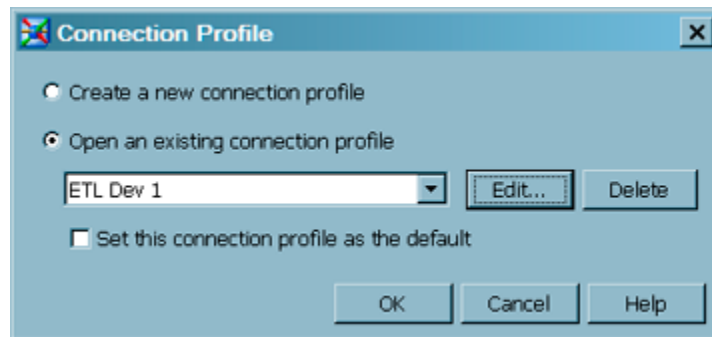 Connection Profile
Create a new connection profile
Open an existing connection profile
ETL Dev 1 Edit... Delete
Set this connection profile as the default
OK Cancel Help